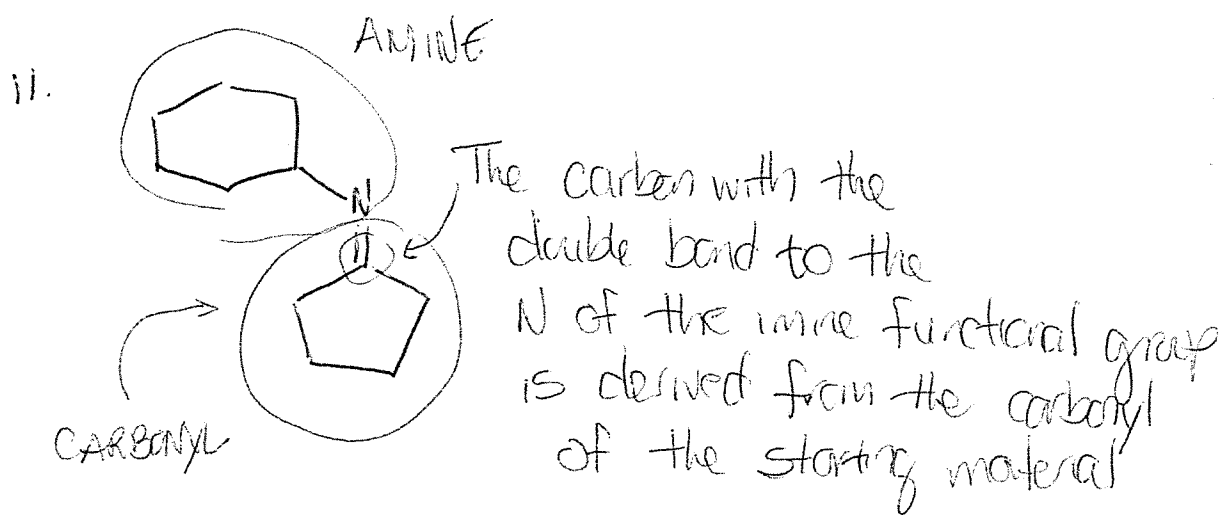 AMINE
ii.
N
The carbon with the
double bond to the
N of the imine functional group
is derived from the carbonyl
of the starting material
CARBONYL